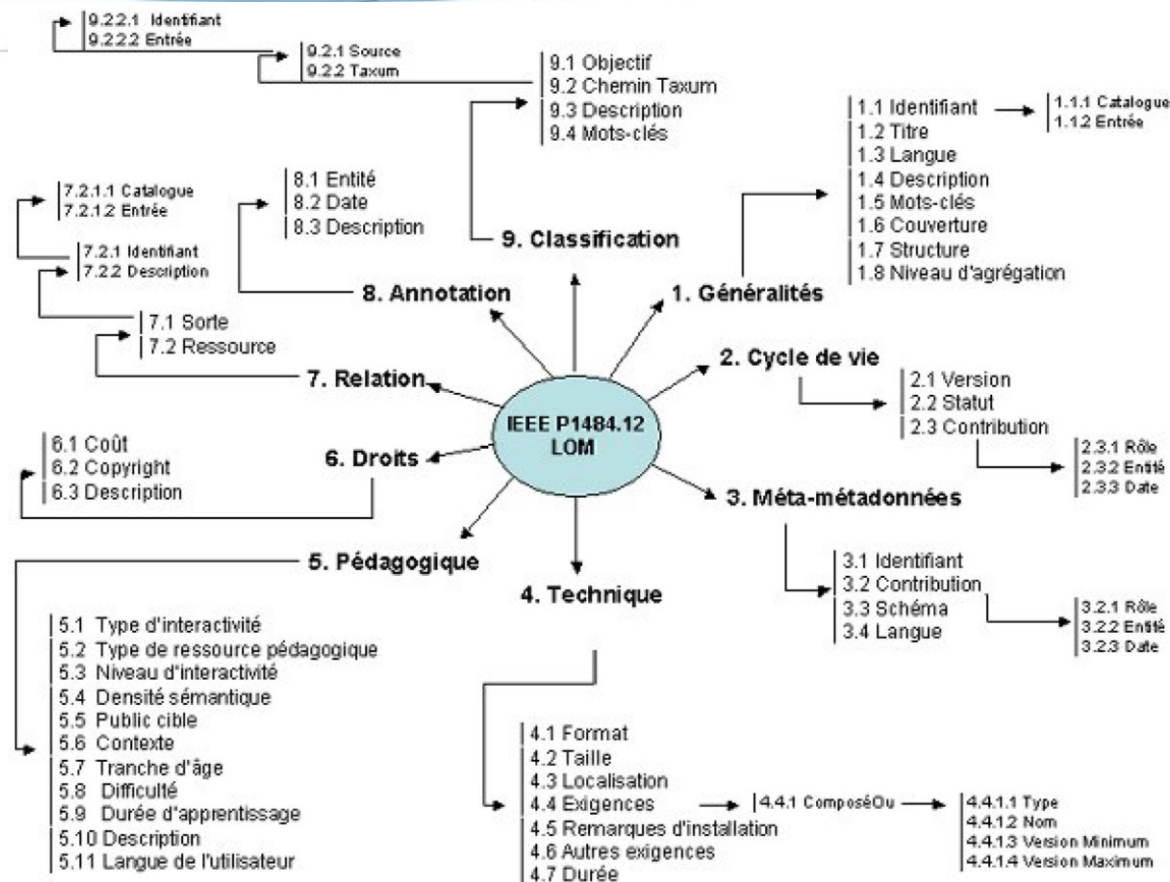 9.2.2.1 Identifiant
9.2.2.2 Entrée
9.2.1 Source
9.2.2 Taxum
9.1 Objectif
9.2 Chemin Taxum
9.3 Description
9.4 Mots-clés
9. Classification
1.1 Identifiant
1.2 Titre
1.3 Langue
1.4 Description
1.5 Mots-clés
1.6 Couverture
1.7 Structure
1.8 Niveau d'agrégation
1.1.1 Catalogue
1.1.2 Entrée
1. Généralités
8.1 Entité
8.2 Date
8.3 Description
8. Annotation
7.2.1.1 Catalogue
7.2.1.2 Entrée
7.2.1 Identifiant
7.2.2 Description
7.1 Sorte
7.2 Ressource
7. Relation
2. Cycle de vie
2.1 Version
2.2 Statut
2.3 Contribution
2.3.1 Rôle
2.3.2 Entité
2.3.3 Date
IEEE P1484.12
LOM
6.1 Coût
6.2 Copyright
6.3 Description
6. Droits
3. Méta-métadonnées
3.1 Identifiant
3.2 Contribution
3.3 Schéma
3.4 Langue
3.2.1 Rôle
3.2.2 Entité
3.2.3 Date
5. Pédagogique
5.1 Type d'interactivité
5.2 Type de ressource pédagogique
5.3 Niveau d'interactivité
5.4 Densité sémantique
5.5 Public cible
5.6 Contexte
5.7 Tranche d'âge
5.8 Difficulté
5.9 Durée d'apprentissage
5.10 Description
5.11 Langue de l'utilisateur
4. Technique
4.1 Format
4.2 Taille
4.3 Localisation
4.4 Exigences
4.5 Remarques d'installation
4.6 Autres exigences
4.7 Durée
4.4.1 ComposéOu
4.4.1.1 Type
4.4.1.2 Nom
4.4.1.3 Version Minimum
4.4.1.4 Version Maximum